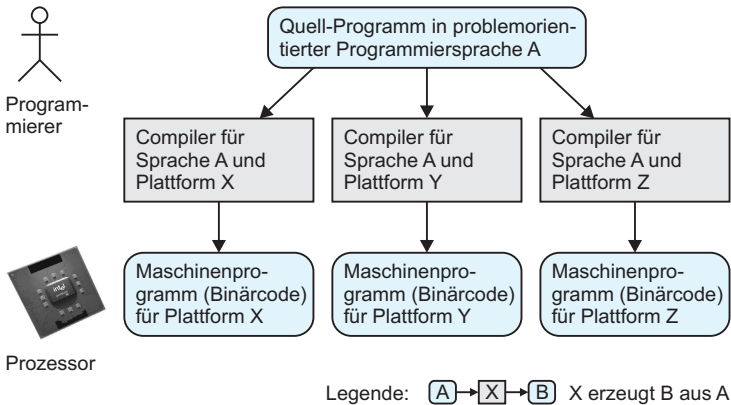 Quell-Programm in problemorien-
tierter Programmiersprache A
Program-
mierer
Compiler für
Sprache A und
Plattform X
Compiler für
Sprache A und
Plattform Y
Compiler für
Sprache A und
Plattform Z
Maschinenpro-
gramm (Binärcode)
für Plattform X
Maschinenpro-
gramm (Binärcode)
für Plattform Y
Maschinenpro-
gramm (Binärcode)
für Plattform Z
intel
Prozessor
Legende: A X B X erzeugt B aus A